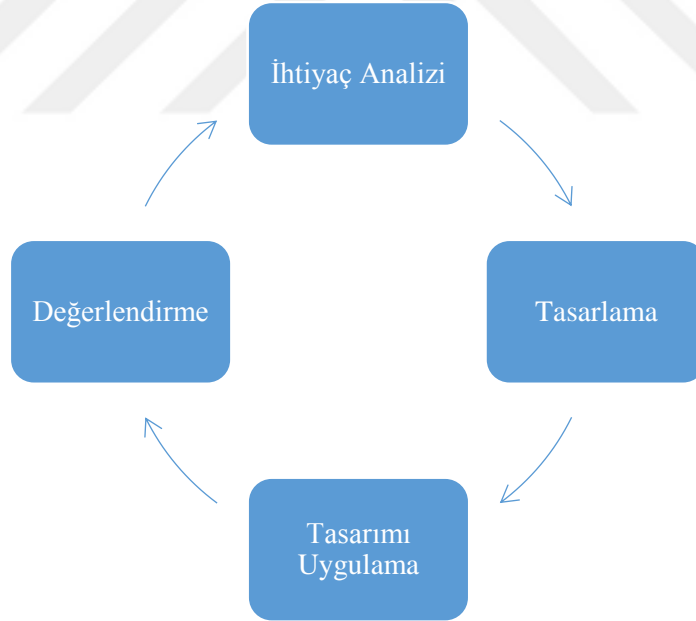 İhtiyaç Analizi
Değerlendirme
Tasarlama
Tasarımı
Uygulama